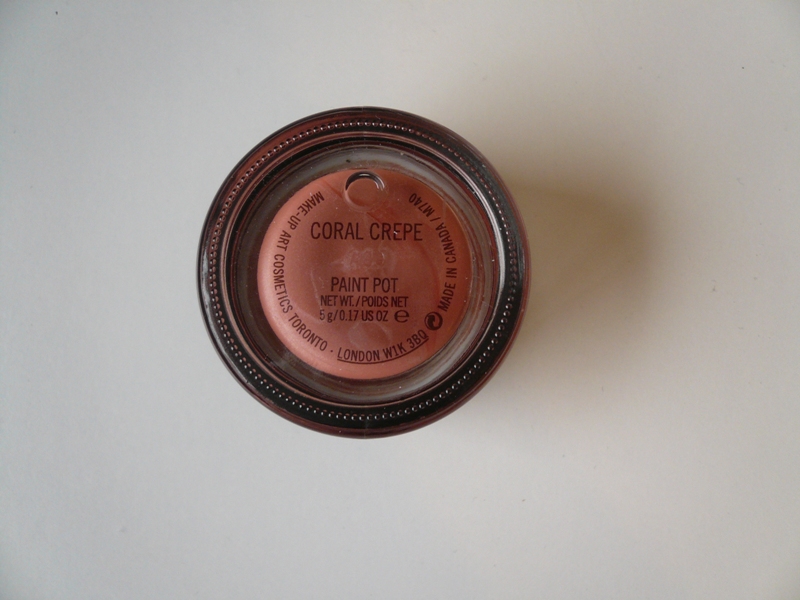 CORAL CREPE
PAINT POT
NET WT./POIDS NET
5 g/0.17 US OZ ℮
MAKE-UP ART COSMETICS TORONTO - LONDON W1K 3BQ
MADE IN CANADA / M740